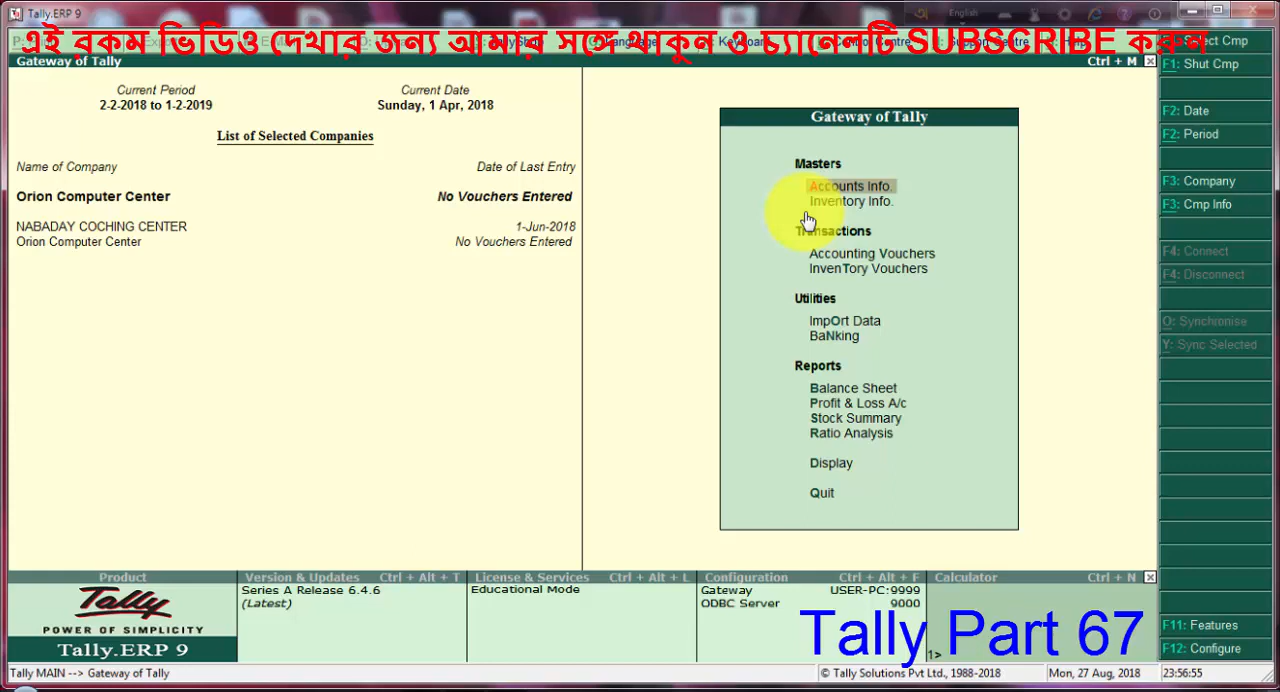 Tally.ERP 9
English
এই রকম ভিডিও দেখার জন্য আমার সঙ্গে থাকুন ও চ্যানেলটি SUBSCRIBE করুন
Select Cmp
Gateway of Tally
Ctrl + M
F1: Shut Cmp
Current Period
Current Date
2-2-2018 to 1-2-2019
Sunday, 1 Apr, 2018
List of Selected Companies
Name of Company
Date of Last Entry
Orion Computer Center
No Vouchers Entered
NABADAY COCHING CENTER
1-Jun-2018
Orion Computer Center
No Vouchers Entered
Gateway of Tally
Masters
Accounts Info.
Inventory Info.
Transactions
Accounting Vouchers
InvenTory Vouchers
Utilities
ImpOrt Data
BaNking
Reports
Balance Sheet
Profit & Loss A/c
Stock Summary
Ratio Analysis
Display
Quit
F2: Date
F2: Period
F3: Company
F3: Cmp Info
F4: Connect
F4: Disconnect
O: Synchronise
Y: Sync Selected
F11: Features
F12: Configure
Product
Tally
POWER OF SIMPLICITY
Tally.ERP 9
Version & Updates
Ctrl + Alt + T
Series A Release 6.4.6
(Latest)
License & Services
Ctrl + Alt + L
Educational Mode
Configuration
Ctrl + Alt + F
Gateway
USER-PC:9999
ODBC Server
9000
Calculator
Ctrl + N
1>
Tally Part 67
Tally MAIN --> Gateway of Tally
© Tally Solutions Pvt Ltd., 1988-2018
Mon, 27 Aug, 2018
23:56:55